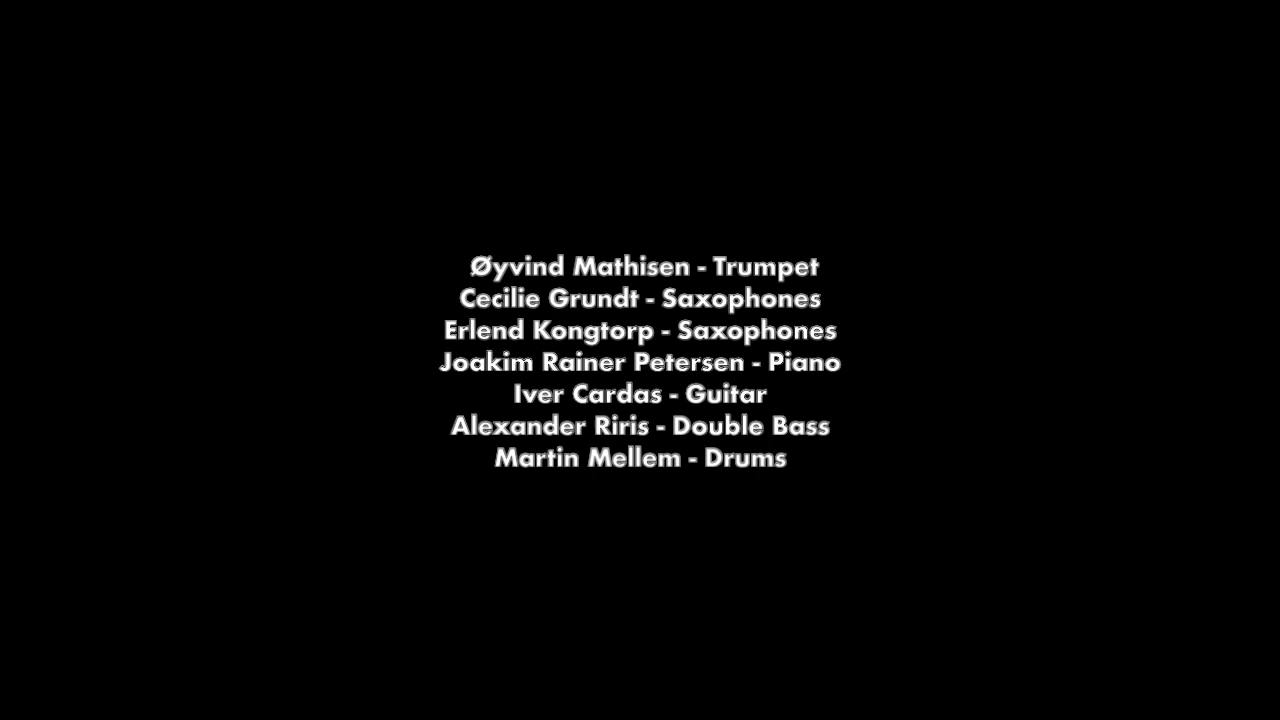 Øyvind Mathisen - Trumpet
Cecilie Grundt - Saxophones
Erlend Kongtorp - Saxophones
Joakim Rainer Petersen - Piano
Iver Cardas - Guitar
Alexander Riris - Double Bass
Martin Mellem - Drums